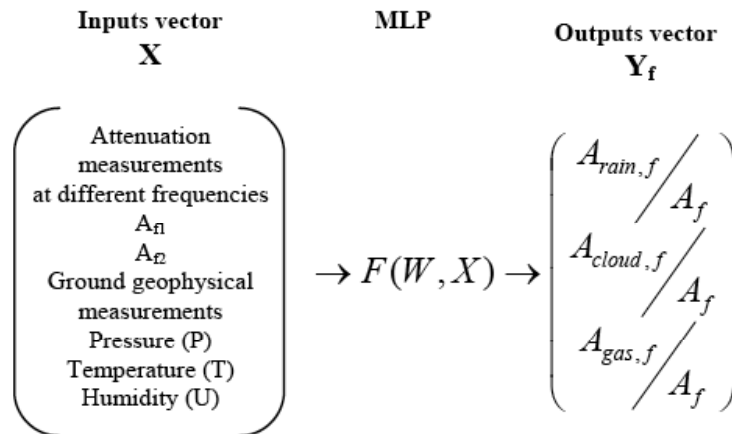 Inputs vector
X
MLP
Outputs vector
Y_f
Attenuation
measurements
at different frequencies
A_f1
A_f2
Ground geophysical
measurements
Pressure (P)
Temperature (T)
Humidity (U)
→ F(W, X) →
A_rain,f / A_f
A_cloud,f / A_f
A_gas,f / A_f